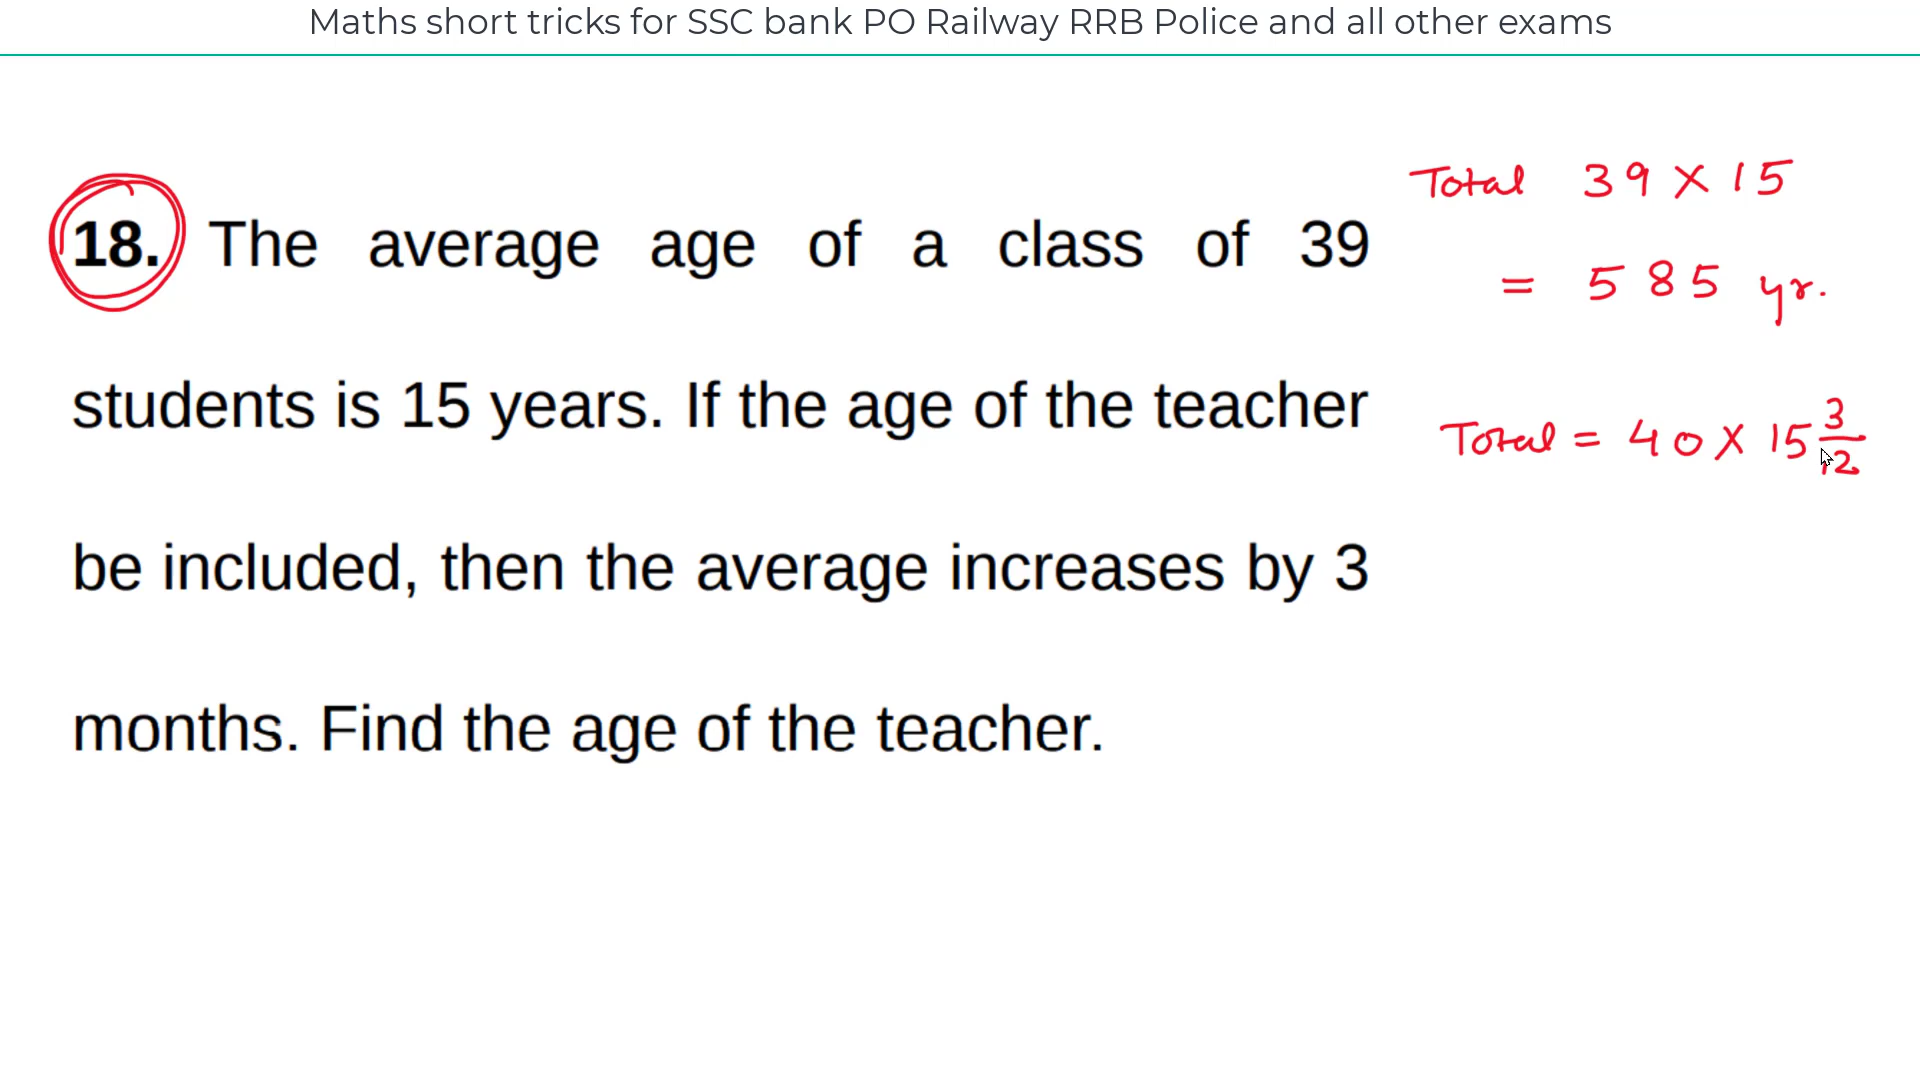 Maths short tricks for SSC bank PO Railway RRB Police and all other exams
18. The average age of a class of 39
students is 15 years. If the age of the teacher
be included, then the average increases by 3
months. Find the age of the teacher.
Total 39 X 15
= 585 yr.
Total = 40 X 15 3/12